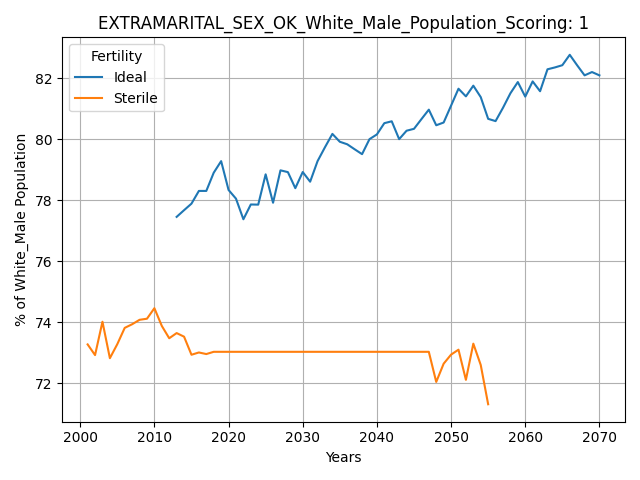 EXTRAMARITAL_SEX_OK_White_Male_Population_Scoring: 1
Fertility
Ideal
Sterile
% of White_Male Population
82
80
78
76
74
72
2000 2010 2020 2030 2040 2050 2060 2070
Years